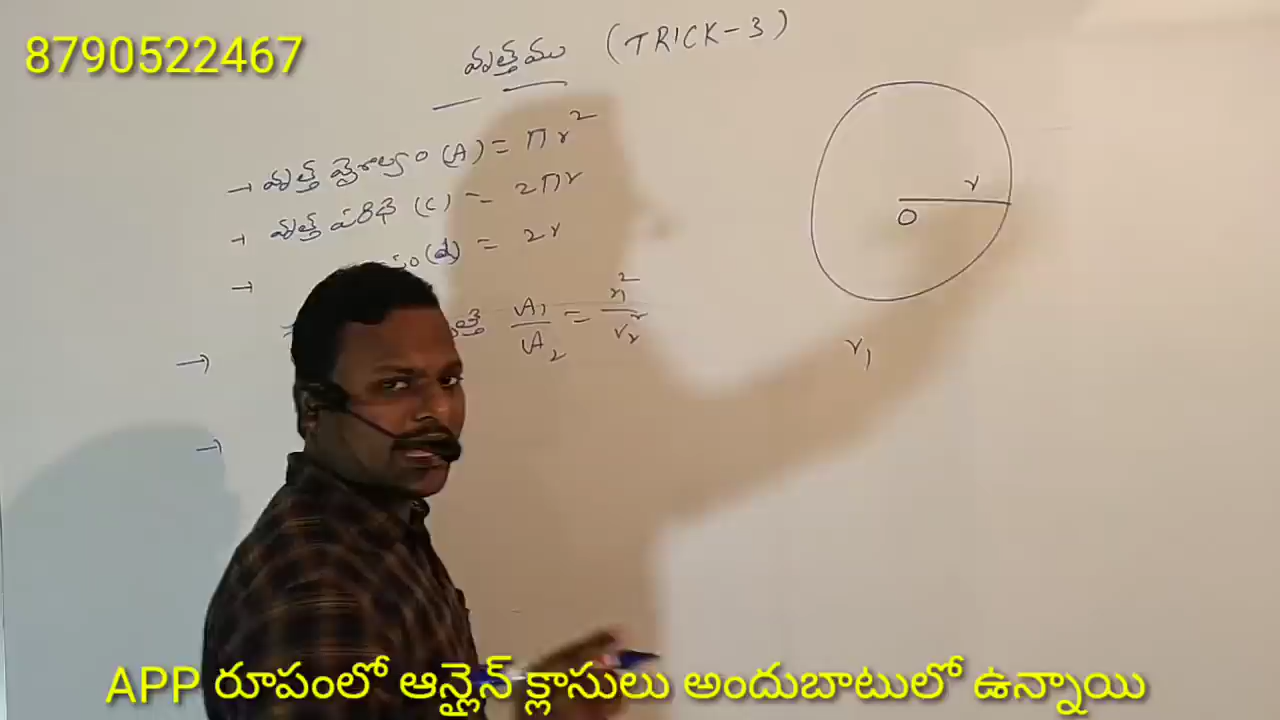 8790522467
వృత్తము (TRICK-3)
→ వృత్త వైశాల్యం (A) = πr²
→ వృత్త పరిధి (C) = 2πr
→ = 2r
→ A₁/A₂ = r₁²/r₂²
→
r
O
r₁
APP రూపంలో ఆన్లైన్ క్లాసులు అందుబాటులో ఉన్నాయి